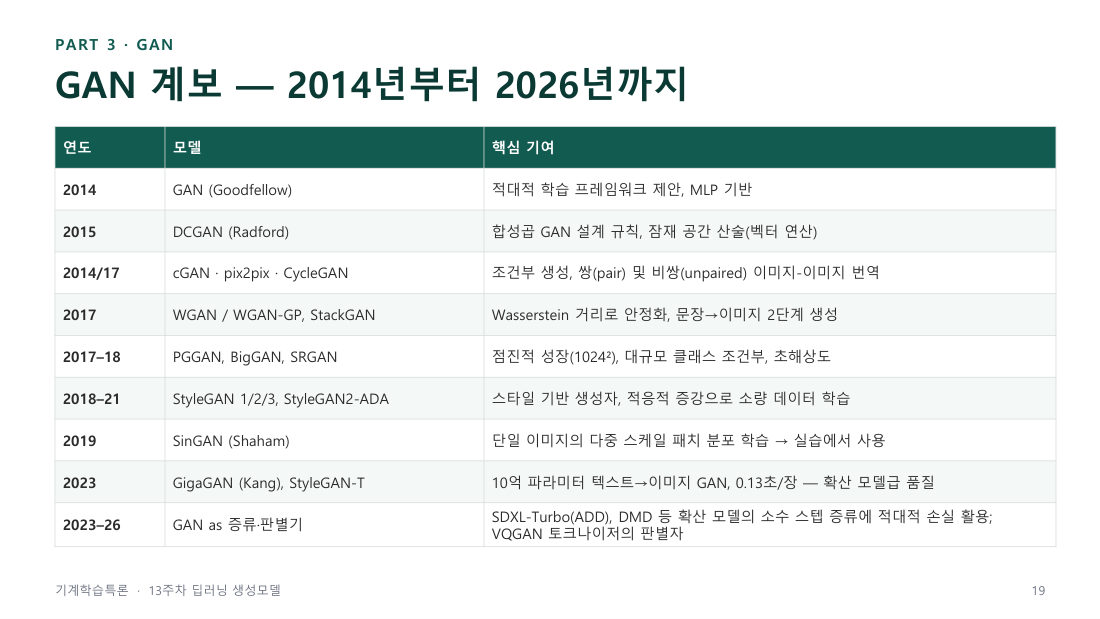 PART 3 · GAN
GAN 계보 — 2014년부터 2026년까지
연도 모델 핵심 기여
2014 GAN (Goodfellow) 적대적 학습 프레임워크 제안, MLP 기반
2015 DCGAN (Radford) 합성곱 GAN 설계 규칙, 잠재 공간 산술(벡터 연산)
2014/17 cGAN · pix2pix · CycleGAN 조건부 생성, 쌍(pair) 및 비쌍(unpaired) 이미지-이미지 번역
2017 WGAN / WGAN-GP, StackGAN Wasserstein 거리로 안정화, 문장→이미지 2단계 생성
2017–18 PGGAN, BigGAN, SRGAN 점진적 성장(1024²), 대규모 클래스 조건부, 초해상도
2018–21 StyleGAN 1/2/3, StyleGAN2-ADA 스타일 기반 생성자, 적응적 증강으로 소량 데이터 학습
2019 SinGAN (Shaham) 단일 이미지의 다중 스케일 패치 분포 학습 → 실습에서 사용
2023 GigaGAN (Kang), StyleGAN-T 10억 파라미터 텍스트→이미지 GAN, 0.13초/장 — 확산 모델급 품질
2023–26 GAN as 증류·판별기 SDXL-Turbo(ADD), DMD 등 확산 모델의 소수 스텝 증류에 적대적 손실 활용;
VQGAN 토크나이저의 판별자
기계학습특론 · 13주차 딥러닝 생성모델 19